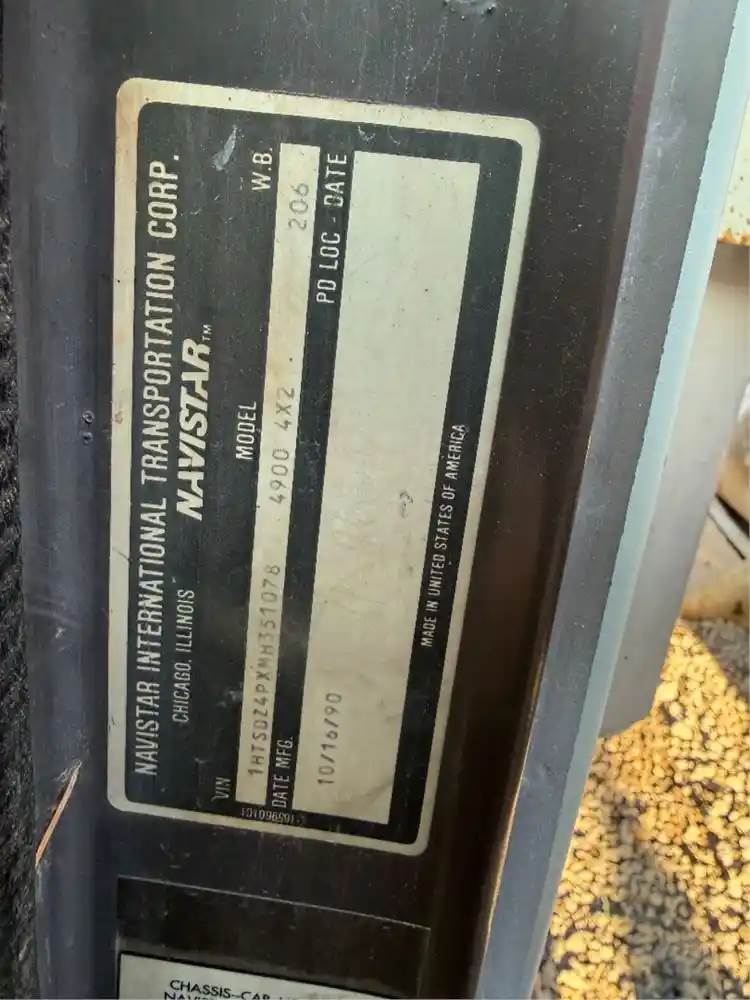 NAVISTAR INTERNATIONAL TRANSPORTATION CORP.
CHICAGO, ILLINOIS NAVISTAR™
VIN MODEL W.B.
1HTSDZ4PXMH351078 4900 4X2 206
DATE MFG. PD LOC - DATE
10/16/90
MADE IN UNITED STATES OF AMERICA
CHASSIS-CAB